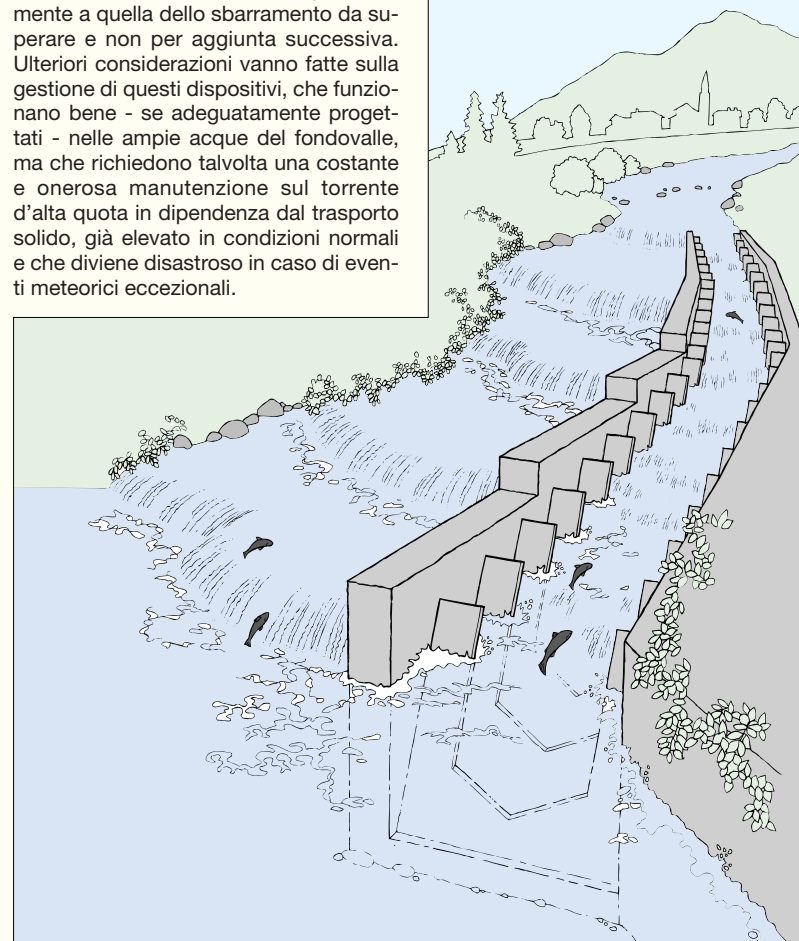 mente a quella dello sbarramento da su-
perare e non per aggiunta successiva.
Ulteriori considerazioni vanno fatte sulla
gestione di questi dispositivi, che funzio-
nano bene - se adeguatamente proget-
tati - nelle ampie acque del fondovalle,
ma che richiedono talvolta una costante
e onerosa manutenzione sul torrente
d'alta quota in dipendenza dal trasporto
solido, già elevato in condizioni normali
e che diviene disastroso in caso di even-
ti meteorici eccezionali.